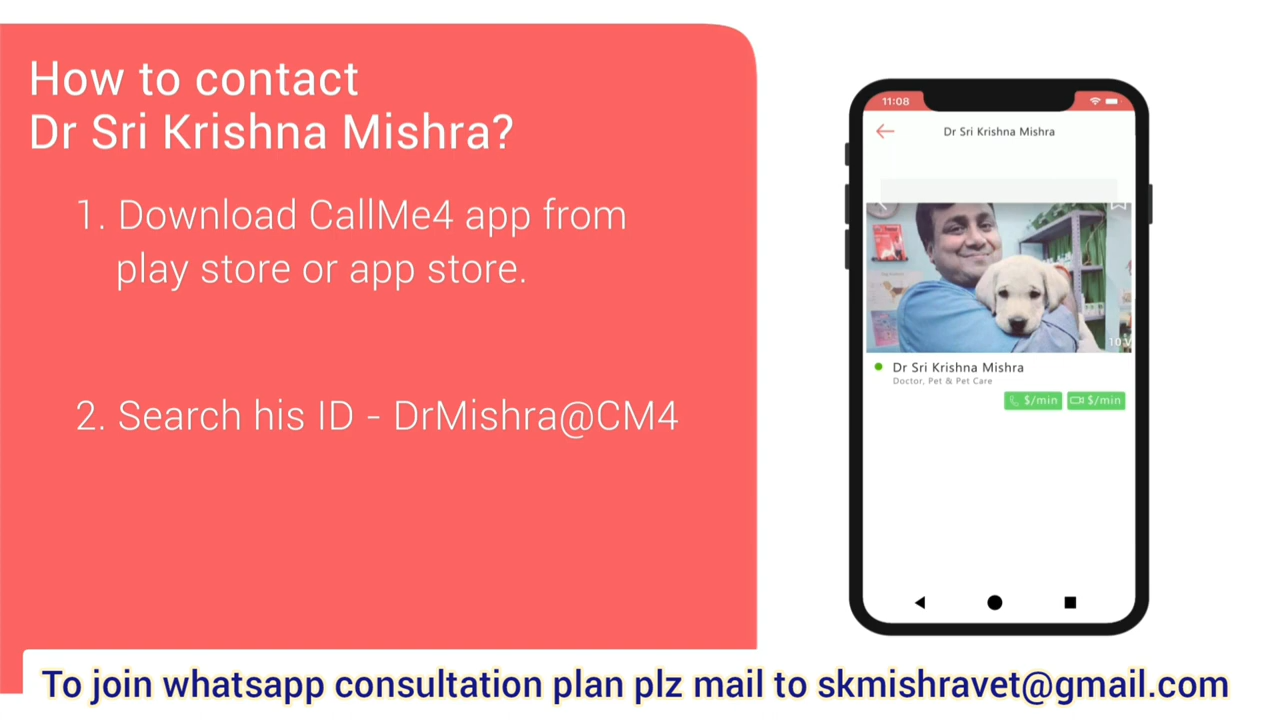 How to contact
Dr Sri Krishna Mishra?
1. Download CallMe4 app from
play store or app store.
2. Search his ID - DrMishra@CM4
11:08
Dr Sri Krishna Mishra
Dr Sri Krishna Mishra
Doctor, Pet & Pet Care
$/min $/min
To join whatsapp consultation plan plz mail to skmishravet@gmail.com